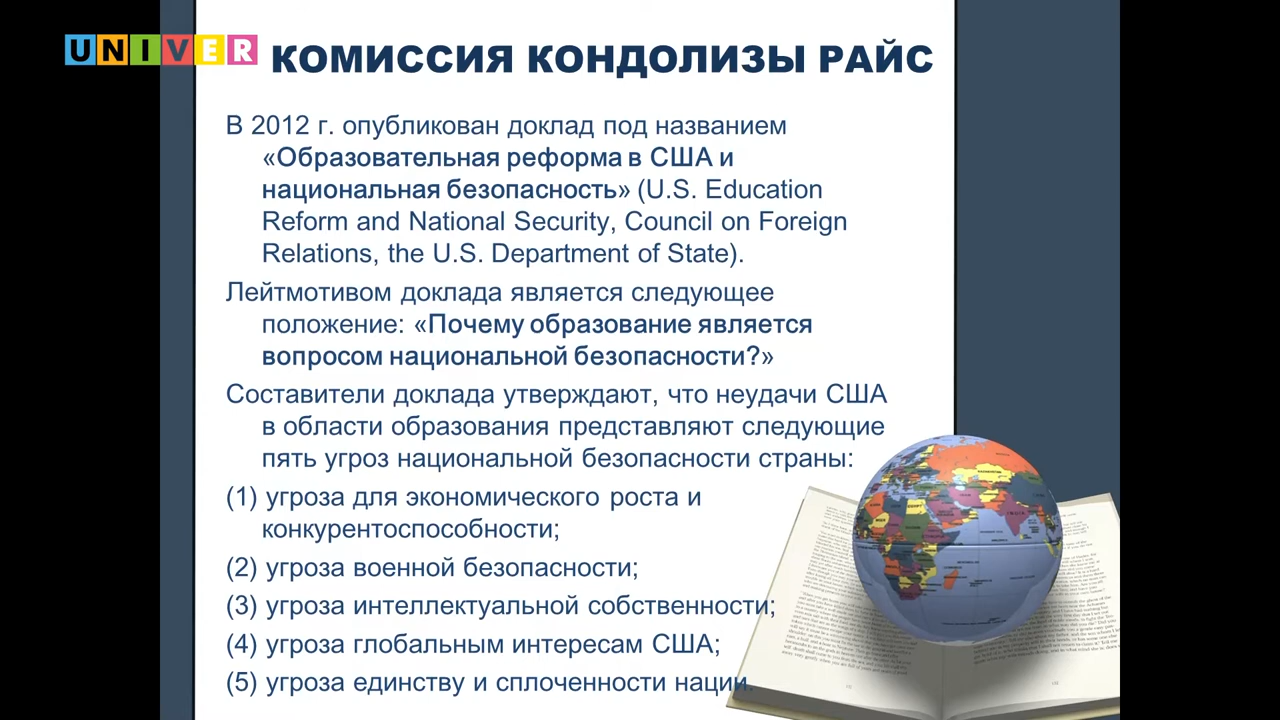 UNIVER
КОМИССИЯ КОНДОЛИЗЫ РАЙС
В 2012 г. опубликован доклад под названием
«Образовательная реформа в США и
национальная безопасность» (U.S. Education
Reform and National Security, Council on Foreign
Relations, the U.S. Department of State).
Лейтмотивом доклада является следующее
положение: «Почему образование является
вопросом национальной безопасности?»
Составители доклада утверждают, что неудачи США
в области образования представляют следующие
пять угроз национальной безопасности страны:
(1) угроза для экономического роста и
конкурентоспособности;
(2) угроза военной безопасности;
(3) угроза интеллектуальной собственности;
(4) угроза глобальным интересам США;
(5) угроза единству и сплоченности нации.